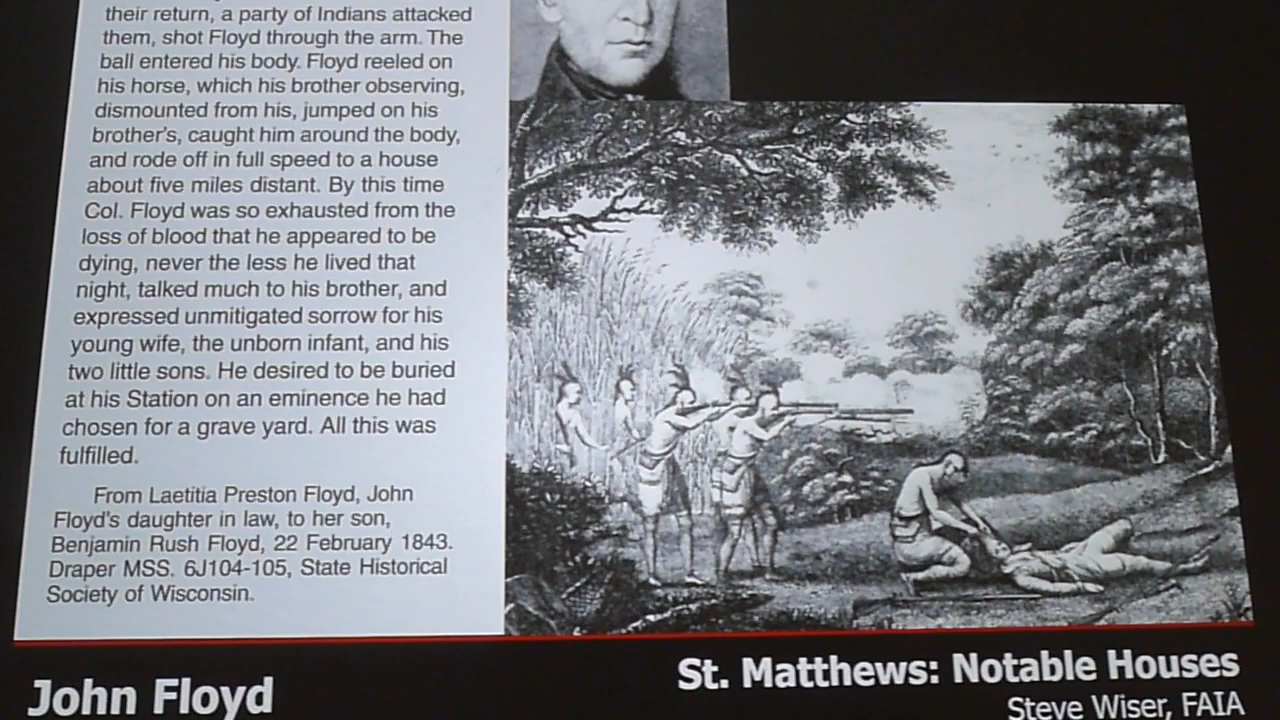 their return, a party of Indians attacked
them, shot Floyd through the arm. The
ball entered his body. Floyd reeled on
his horse, which his brother observing,
dismounted from his, jumped on his
brother's, caught him around the body,
and rode off in full speed to a house
about five miles distant. By this time
Col. Floyd was so exhausted from the
loss of blood that he appeared to be
dying, never the less he lived that
night, talked much to his brother, and
expressed unmitigated sorrow for his
young wife, the unborn infant, and his
two little sons. He desired to be buried
at his Station on an eminence he had
chosen for a grave yard. All this was
fulfilled.
From Laetitia Preston Floyd, John
Floyd's daughter in law, to her son,
Benjamin Rush Floyd, 22 February 1843.
Draper MSS. 6J104-105, State Historical
Society of Wisconsin.
John Floyd
St. Matthews: Notable Houses
Steve Wiser, FAIA